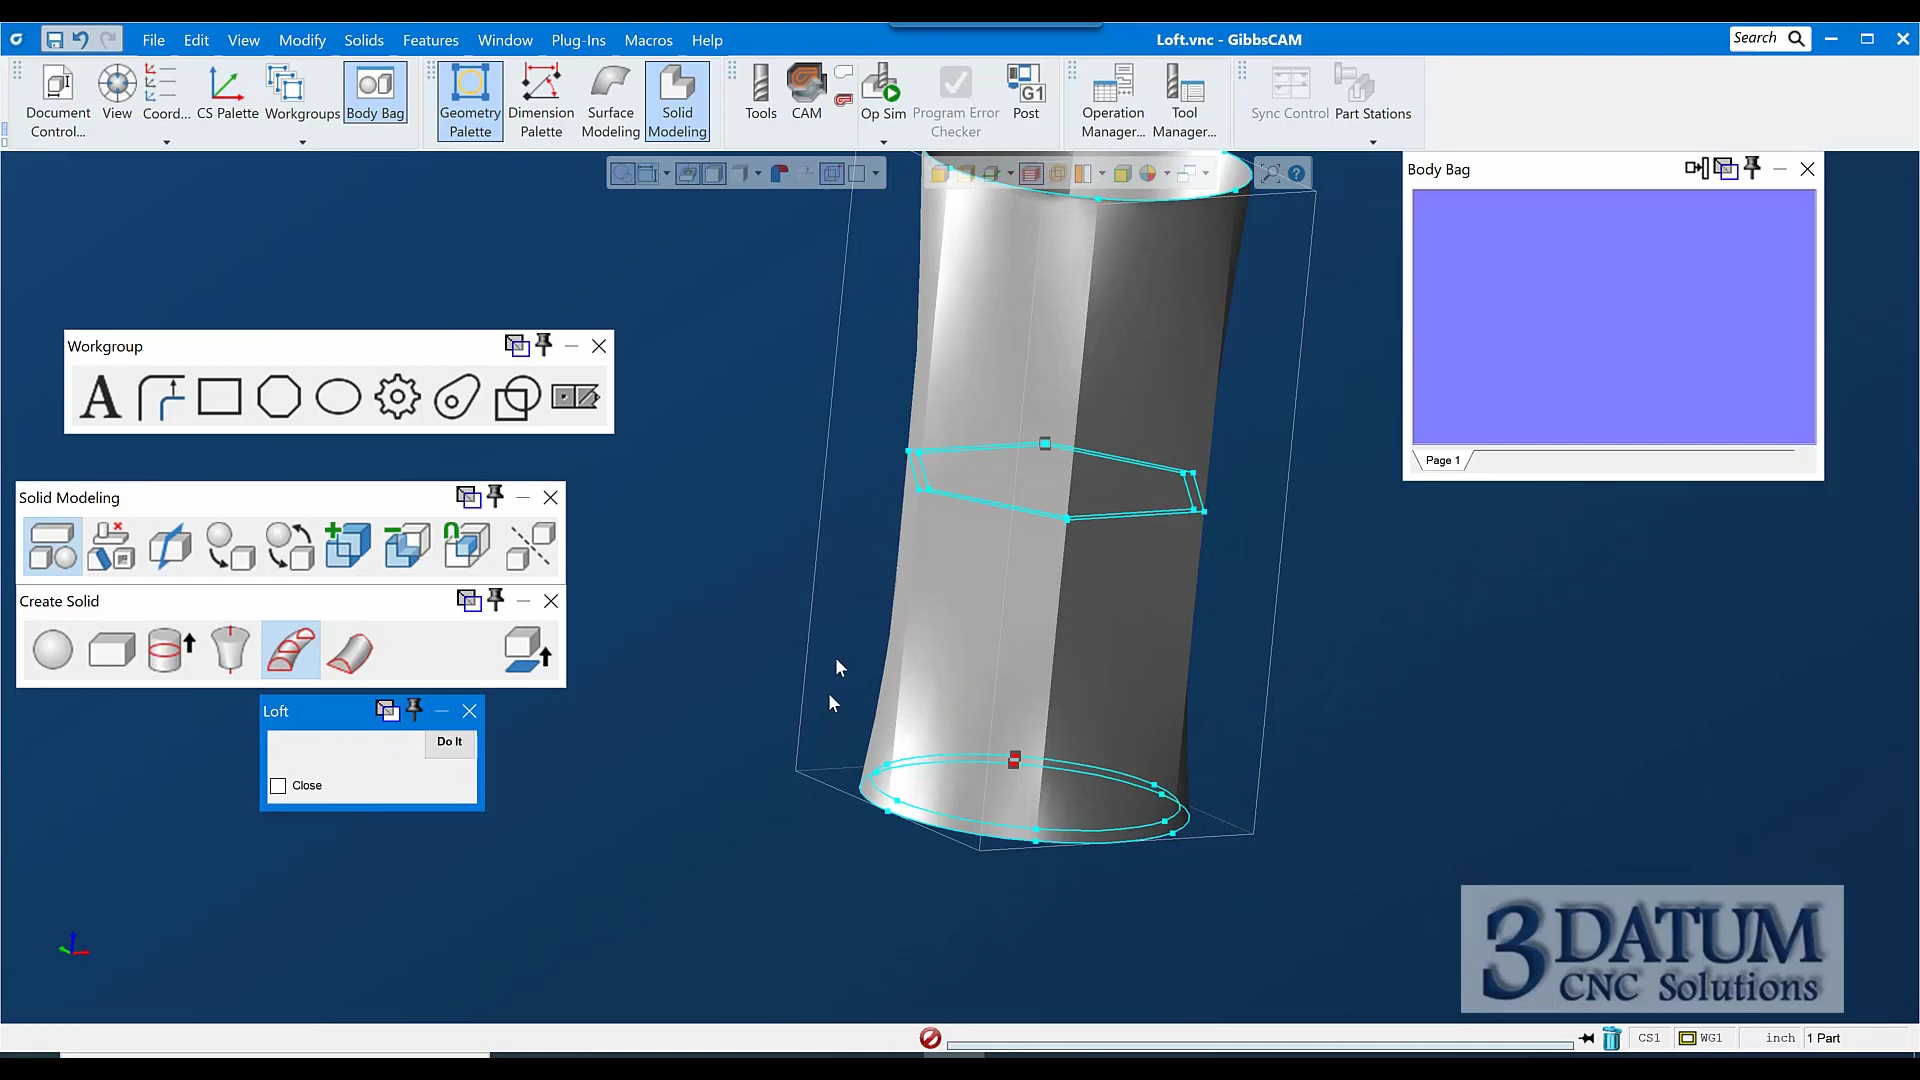 File Edit View Modify Solids Features Window Plug-Ins Macros Help
Loft.vnc - GibbsCAM
Search
Document Control...
View
Coord...
CS Palette
Workgroups
Body Bag
Geometry Palette
Dimension Palette
Surface Modeling
Solid Modeling
Tools
CAM
Op Sim
Program Error Checker
G1
Post
Operation Manager...
Tool Manager...
Sync Control
Part Stations
Body Bag
Page 1
Workgroup
A
Solid Modeling
Create Solid
Loft
Do It
Close
3DATUM
CNC Solutions
CS1
WG1
inch
1 Part